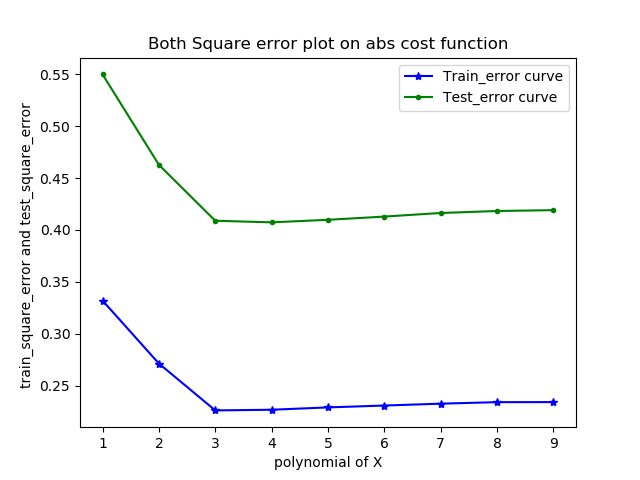 Both Square error plot on abs cost function
train_square_error and test_square_error
0.55
0.50
0.45
0.40
0.35
0.30
0.25
Train_error curve
Test_error curve
1 2 3 4 5 6 7 8 9
polynomial of X